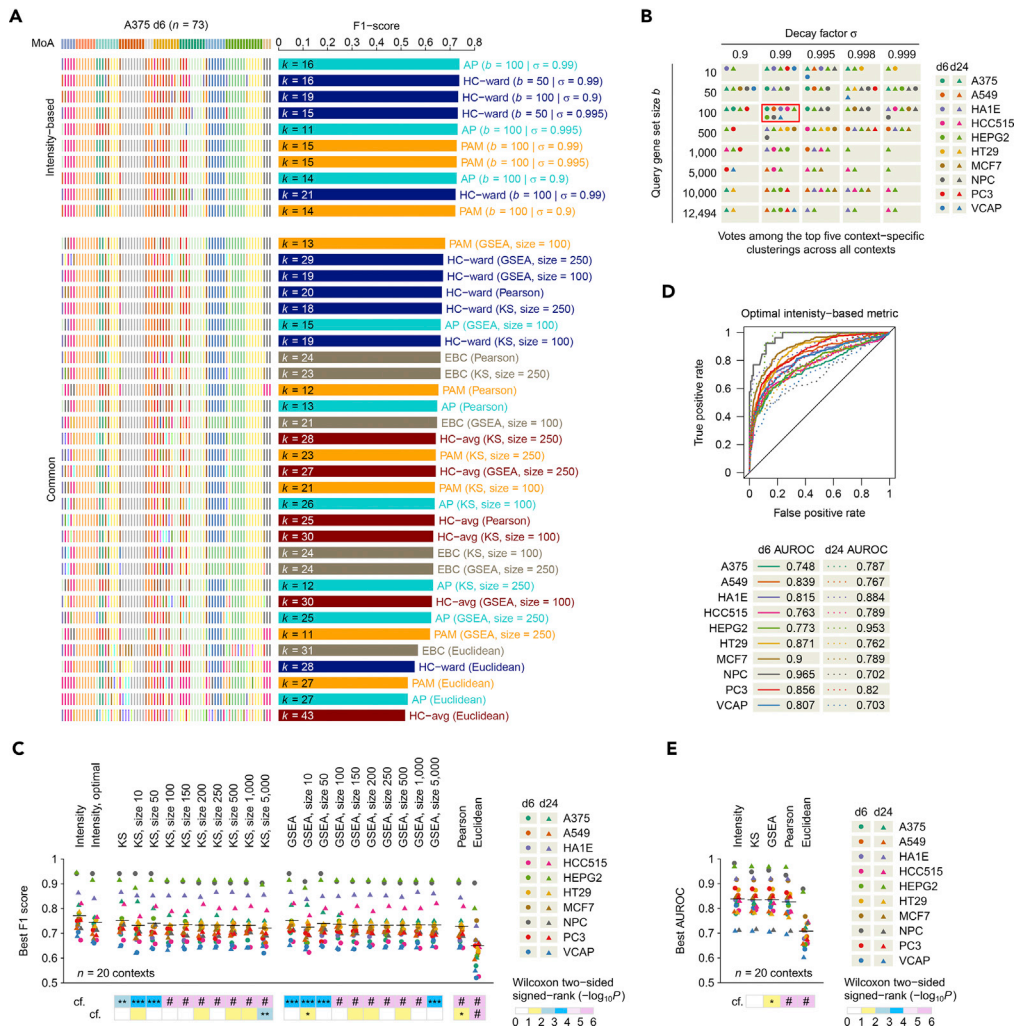 A
A375 d6 (n = 73)
F1−score
MoA
0 0.1 0.2 0.3 0.4 0.5 0.6 0.7 0.8
Intensity−based
k = 16 AP (b = 100 | σ = 0.99)
k = 16 HC−ward (b = 50 | σ = 0.99)
k = 19 HC−ward (b = 100 | σ = 0.9)
k = 15 HC−ward (b = 50 | σ = 0.995)
k = 11 AP (b = 100 | σ = 0.995)
k = 15 PAM (b = 100 | σ = 0.99)
k = 15 PAM (b = 100 | σ = 0.995)
k = 14 AP (b = 100 | σ = 0.9)
k = 21 HC−ward (b = 100 | σ = 0.99)
k = 14 PAM (b = 100 | σ = 0.9)
Common
k = 13 PAM (GSEA, size = 100)
k = 29 HC−ward (GSEA, size = 250)
k = 19 HC−ward (GSEA, size = 100)
k = 20 HC−ward (Pearson)
k = 18 HC−ward (KS, size = 250)
k = 15 AP (GSEA, size = 100)
k = 19 HC−ward (KS, size = 100)
k = 24 EBC (Pearson)
k = 23 EBC (KS, size = 250)
k = 12 PAM (Pearson)
k = 13 AP (Pearson)
k = 21 EBC (GSEA, size = 100)
k = 28 HC−avg (KS, size = 250)
k = 23 PAM (KS, size = 250)
k = 27 HC−avg (GSEA, size = 250)
k = 21 PAM (KS, size = 100)
k = 26 AP (KS, size = 100)
k = 25 HC−avg (Pearson)
k = 30 HC−avg (KS, size = 100)
k = 24 EBC (KS, size = 100)
k = 24 EBC (GSEA, size = 250)
k = 12 AP (KS, size = 250)
k = 30 HC−avg (GSEA, size = 100)
k = 25 AP (GSEA, size = 250)
k = 11 PAM (GSEA, size = 250)
k = 31 EBC (Euclidean)
k = 28 HC−ward (Euclidean)
k = 27 PAM (Euclidean)
k = 27 AP (Euclidean)
k = 43 HC−avg (Euclidean)
B
Decay factor σ
0.9 0.99 0.995 0.998 0.999
Query gene set size b
10
50
100
500
1,000
5,000
10,000
12,494
Votes among the top five context-specific
clusterings across all contexts
d6 d24
A375
A549
HA1E
HCC515
HEPG2
HT29
MCF7
NPC
PC3
VCAP
D
Optimal intenisty−based metric
True positive rate
1
0.8
0.6
0.4
0.2
0
0 0.2 0.4 0.6 0.8 1
False positive rate
d6 AUROC d24 AUROC
A375 0.748 0.787
A549 0.839 0.767
HA1E 0.815 0.884
HCC515 0.763 0.789
HEPG2 0.773 0.953
HT29 0.871 0.762
MCF7 0.9 0.789
NPC 0.965 0.702
PC3 0.856 0.82
VCAP 0.807 0.703
C
Intensity
Intensity, optimal
KS
KS, size 10
KS, size 50
KS, size 100
KS, size 150
KS, size 200
KS, size 250
KS, size 500
KS, size 1,000
KS, size 5,000
GSEA
GSEA, size 10
GSEA, size 50
GSEA, size 100
GSEA, size 150
GSEA, size 200
GSEA, size 250
GSEA, size 500
GSEA, size 1,000
GSEA, size 5,000
Pearson
Euclidean
Best F1 score
1
0.9
0.8
0.7
0.6
0.5
n = 20 contexts
cf. ** *** *** # # # # # # # *** *** *** # # # # # # *** # #
cf. ** * * #
d6 d24
A375
A549
HA1E
HCC515
HEPG2
HT29
MCF7
NPC
PC3
VCAP
Wilcoxon two-sided
signed-rank (−log10P)
0 1 2 3 4 5 6
E
Intensity
KS
GSEA
Pearson
Euclidean
Best AUROC
1
0.9
0.8
0.7
0.6
0.5
n = 20 contexts
cf. * # #
d6 d24
A375
A549
HA1E
HCC515
HEPG2
HT29
MCF7
NPC
PC3
VCAP
Wilcoxon two-sided
signed-rank (−log10P)
0 1 2 3 4 5 6